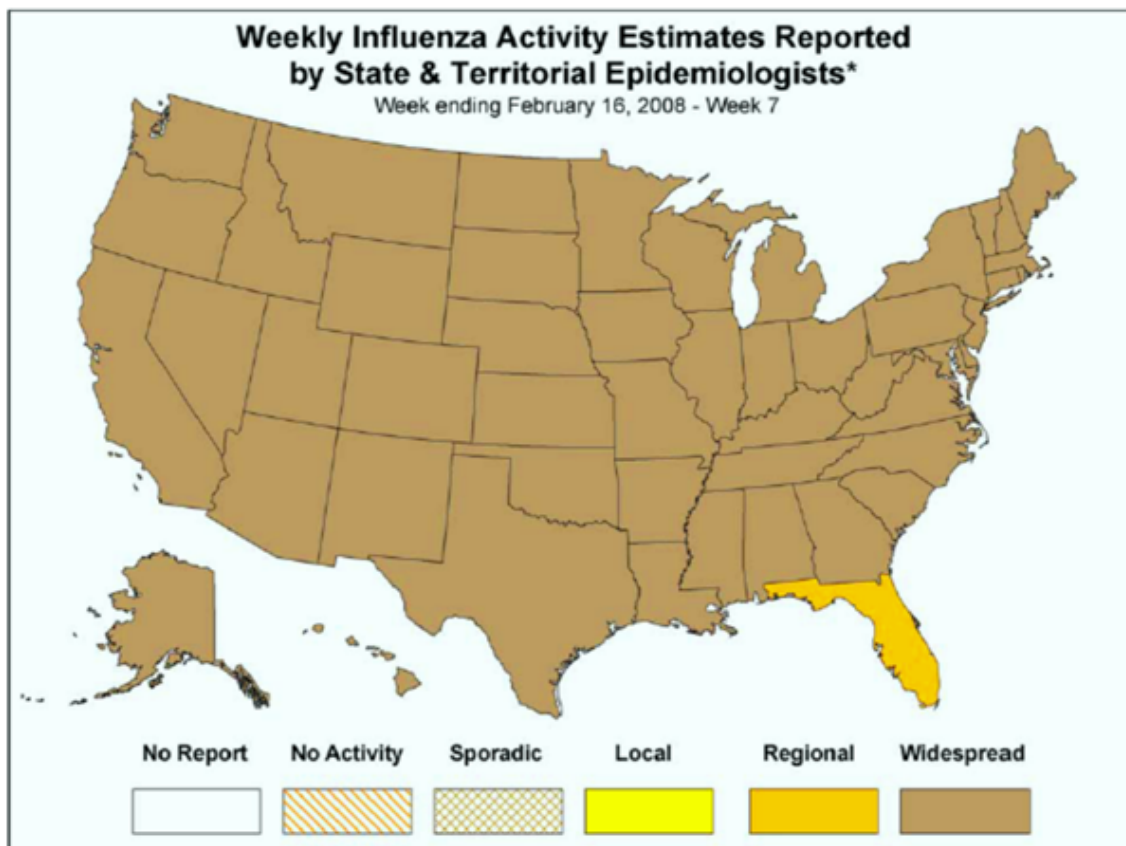 Weekly Influenza Activity Estimates Reported
by State & Territorial Epidemiologists*
Week ending February 16, 2008 - Week 7
No Report No Activity Sporadic Local Regional Widespread